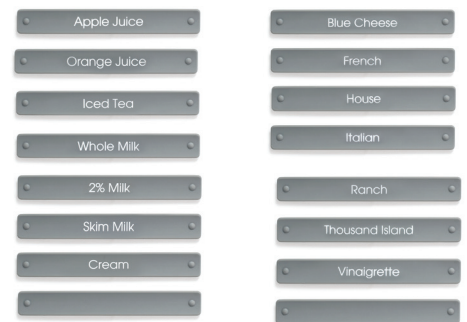 Apple Juice
Orange Juice
Iced Tea
Whole Milk
2% Milk
Skim Milk
Cream
Blue Cheese
French
House
Italian
Ranch
Thousand Island
Vinaigrette